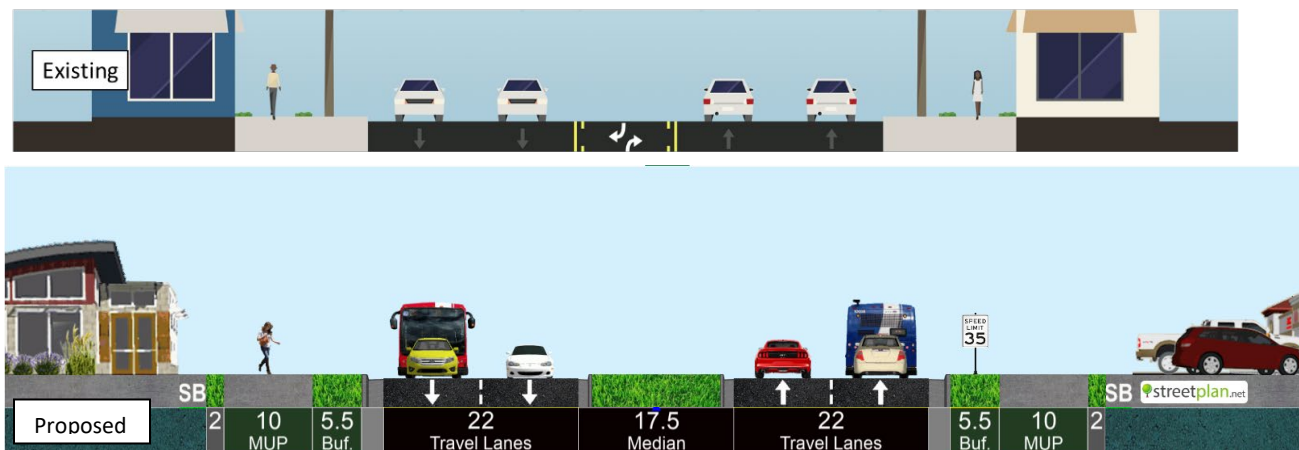 Existing
SPEED
LIMIT
35
SB
SB streetplan.net
2 10 5.5 22 17.5 22 5.5 10 2
MUP Buf. Travel Lanes Median Travel Lanes Buf. MUP
Proposed